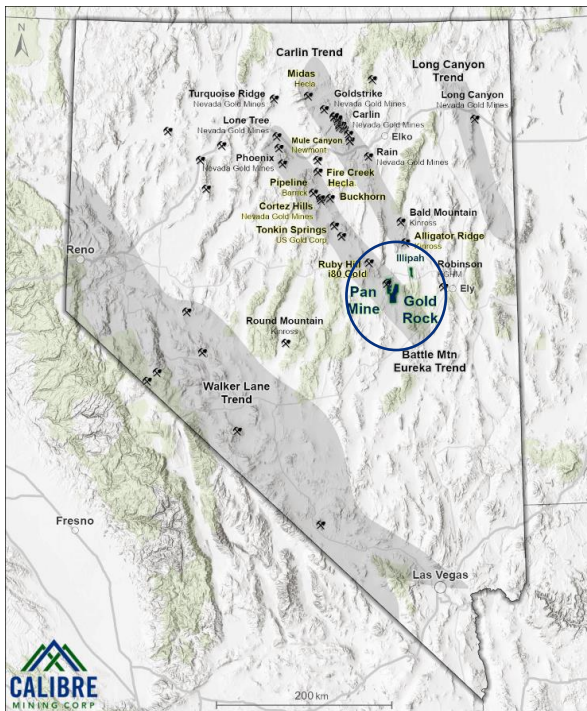 N
Carlin Trend
Long Canyon
Trend
Midas
Hecla
Turquoise Ridge
Nevada Gold Mines
Goldstrike
Nevada Gold Mines
Long Canyon
Nevada Gold Mines
Carlin
Nevada Gold Mines
Lone Tree
Nevada Gold Mines
Elko
Mule Canyon
Newmont
Rain
Nevada Gold Mines
Phoenix
Nevada Gold Mines
Fire Creek
Hecla
Pipeline
Barrick
Buckhorn
Cortez Hills
Nevada Gold Mines
Bald Mountain
Kinross
Tonkin Springs
US Gold Corp
Alligator Ridge
Kinross
Reno
Illipah
Ruby Hill
i80 Gold
Robinson
KGHM
Ely
Pan
Mine
Gold
Rock
Round Mountain
Kinross
Battle Mtn
Eureka Trend
Walker Lane
Trend
Fresno
Las Vegas
CALIBRE
MINING CORP
200 km